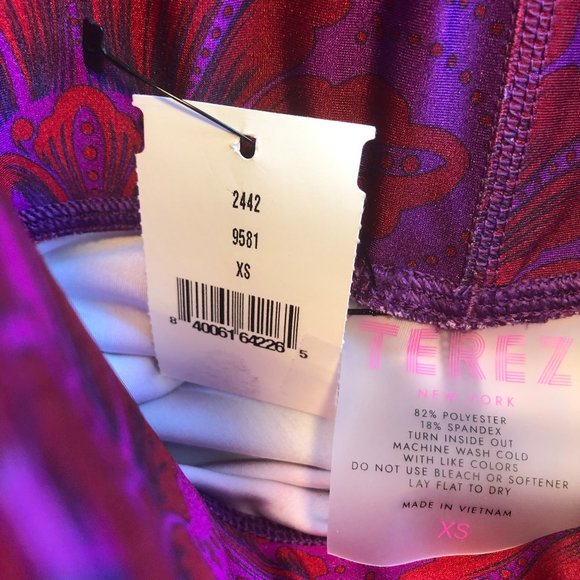 2442
9581
XS
8 40061 64226 5
TEREZ
NEW YORK
82% POLYESTER
18% SPANDEX
TURN INSIDE OUT
MACHINE WASH COLD
WITH LIKE COLORS
DO NOT USE BLEACH OR SOFTENER
LAY FLAT TO DRY
MADE IN VIETNAM
XS